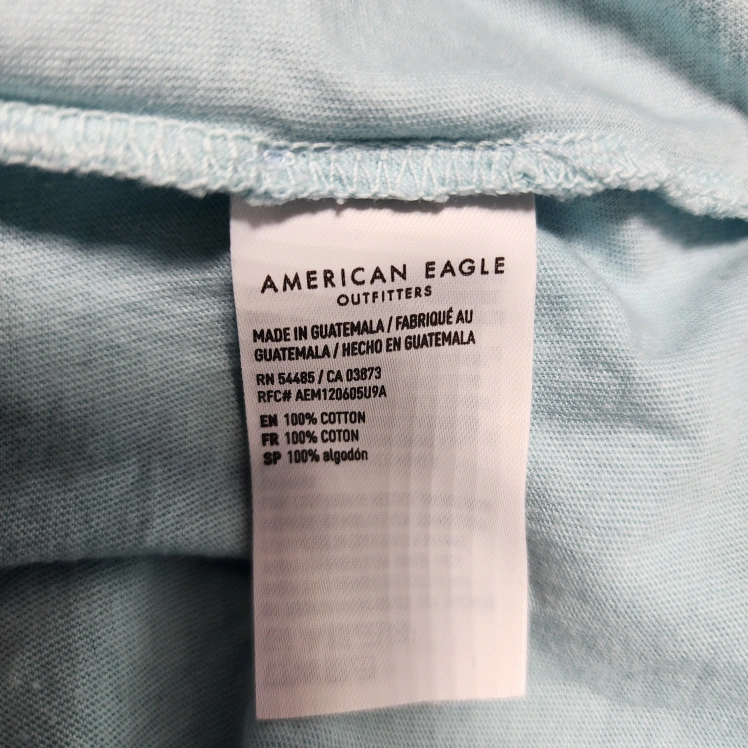 AMERICAN EAGLE
OUTFITTERS
MADE IN GUATEMALA / FABRIQUÉ AU
GUATEMALA / HECHO EN GUATEMALA
RN 54485 / CA 03873
RFC# AEM120605U9A
EN 100% COTTON
FR 100% COTON
SP 100% algodón